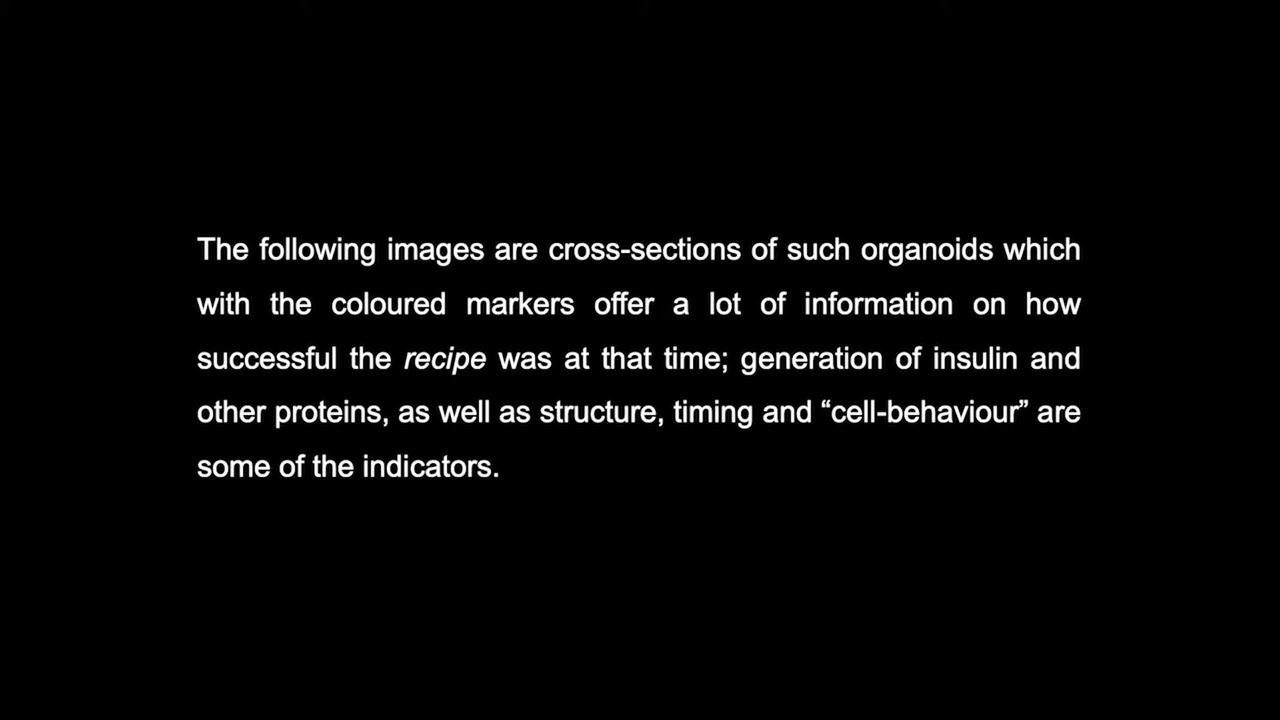 The following images are cross-sections of such organoids which
with the coloured markers offer a lot of information on how
successful the recipe was at that time; generation of insulin and
other proteins, as well as structure, timing and “cell-behaviour” are
some of the indicators.